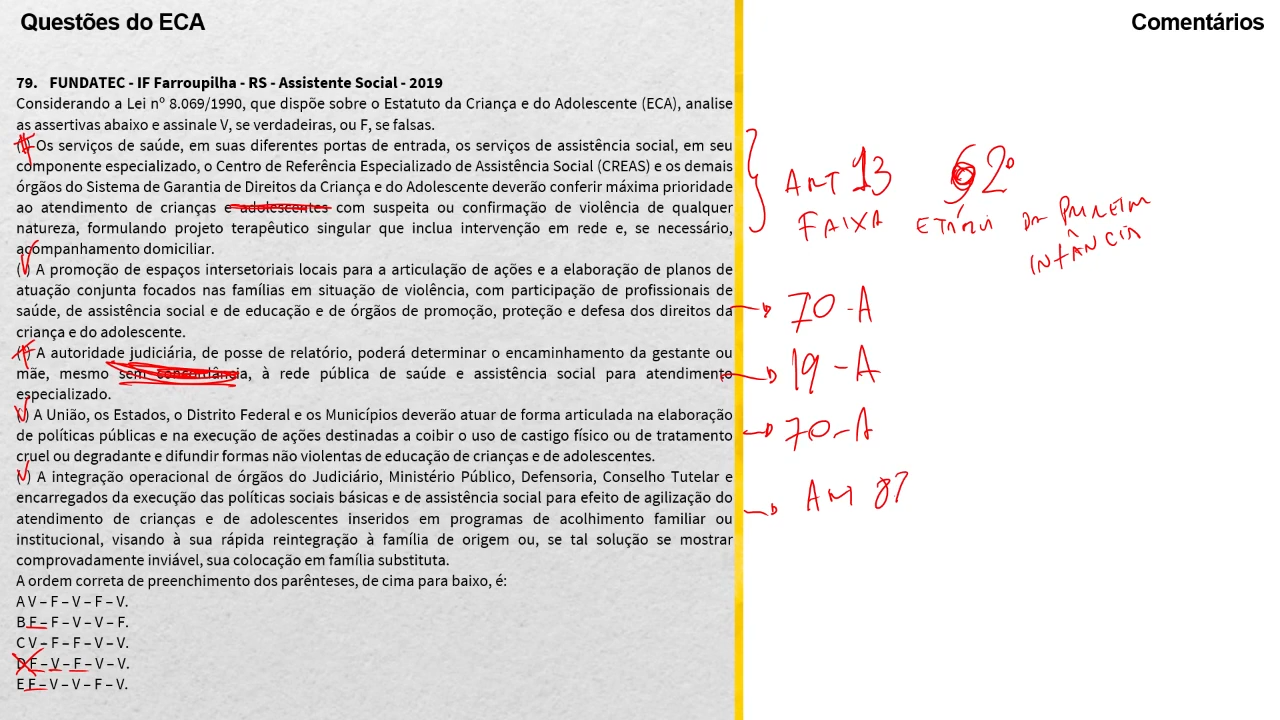 Questões do ECA
Comentários
79. FUNDATEC - IF Farroupilha - RS - Assistente Social - 2019
Considerando a Lei nº 8.069/1990, que dispõe sobre o Estatuto da Criança e do Adolescente (ECA), analise
as assertivas abaixo e assinale V, se verdadeiras, ou F, se falsas.
( ) Os serviços de saúde, em suas diferentes portas de entrada, os serviços de assistência social, em seu
componente especializado, o Centro de Referência Especializado de Assistência Social (CREAS) e os demais
órgãos do Sistema de Garantia de Direitos da Criança e do Adolescente deverão conferir máxima prioridade
ao atendimento de crianças e adolescentes com suspeita ou confirmação de violência de qualquer
natureza, formulando projeto terapêutico singular que inclua intervenção em rede e, se necessário,
acompanhamento domiciliar.
( ) A promoção de espaços intersetoriais locais para a articulação de ações e a elaboração de planos de
atuação conjunta focados nas famílias em situação de violência, com participação de profissionais de
saúde, de assistência social e de educação e de órgãos de promoção, proteção e defesa dos direitos da
criança e do adolescente.
( ) A autoridade judiciária, de posse de relatório, poderá determinar o encaminhamento da gestante ou
mãe, mesmo sem concordância, à rede pública de saúde e assistência social para atendimento
especializado.
( ) A União, os Estados, o Distrito Federal e os Municípios deverão atuar de forma articulada na elaboração
de políticas públicas e na execução de ações destinadas a coibir o uso de castigo físico ou de tratamento
cruel ou degradante e difundir formas não violentas de educação de crianças e de adolescentes.
( ) A integração operacional de órgãos do Judiciário, Ministério Público, Defensoria, Conselho Tutelar e
encarregados da execução das políticas sociais básicas e de assistência social para efeito de agilização do
atendimento de crianças e de adolescentes inseridos em programas de acolhimento familiar ou
institucional, visando à sua rápida reintegração à família de origem ou, se tal solução se mostrar
comprovadamente inviável, sua colocação em família substituta.
A ordem correta de preenchimento dos parênteses, de cima para baixo, é:
A V – F – V – F – V.
B F – F – V – V – F.
C V – F – F – V – V.
D F – V – F – V – V.
E F – V – V – F – V.
ART 13 2º
FAIXA ETÁRIA DA PRIMEIRA
INFÂNCIA
70-A
19-A
70-A
ART 87